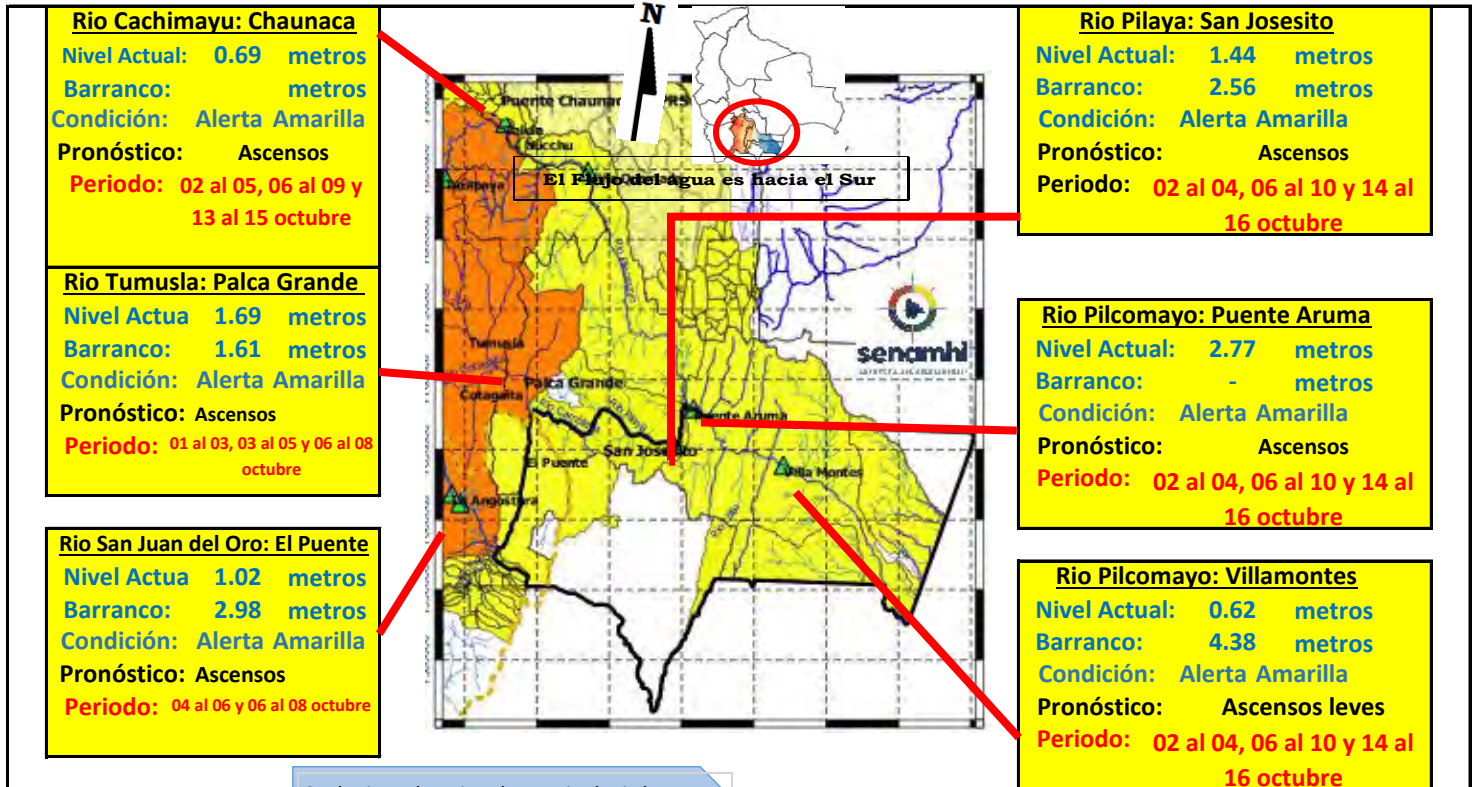 Rio Cachimayu: Chaunaca
Nivel Actual: 0.69 metros
Barranco: metros
Condición: Alerta Amarilla
Pronóstico: Ascensos
Periodo: 02 al 05, 06 al 09 y
13 al 15 octubre
Rio Tumusla: Palca Grande
Nivel Actua 1.69 metros
Barranco: 1.61 metros
Condición: Alerta Amarilla
Pronóstico: Ascensos
Periodo: 01 al 03, 03 al 05 y 06 al 08
octubre
Rio San Juan del Oro: El Puente
Nivel Actua 1.02 metros
Barranco: 2.98 metros
Condición: Alerta Amarilla
Pronóstico: Ascensos
Periodo: 04 al 06 y 06 al 08 octubre
N
Puente Chaunac
El Flujo del agua es hacia el Sur
Tumusla
Palca Grande
Cotagaita
Puente Aruma
San Josesito
El Puente
Villa Montes
Angostura
senamhi
Rio Pilaya: San Josesito
Nivel Actual: 1.44 metros
Barranco: 2.56 metros
Condición: Alerta Amarilla
Pronóstico: Ascensos
Periodo: 02 al 04, 06 al 10 y 14 al
16 octubre
Rio Pilcomayo: Puente Aruma
Nivel Actual: 2.77 metros
Barranco: - metros
Condición: Alerta Amarilla
Pronóstico: Ascensos
Periodo: 02 al 04, 06 al 10 y 14 al
16 octubre
Rio Pilcomayo: Villamontes
Nivel Actual: 0.62 metros
Barranco: 4.38 metros
Condición: Alerta Amarilla
Pronóstico: Ascensos leves
Periodo: 02 al 04, 06 al 10 y 14 al
16 octubre